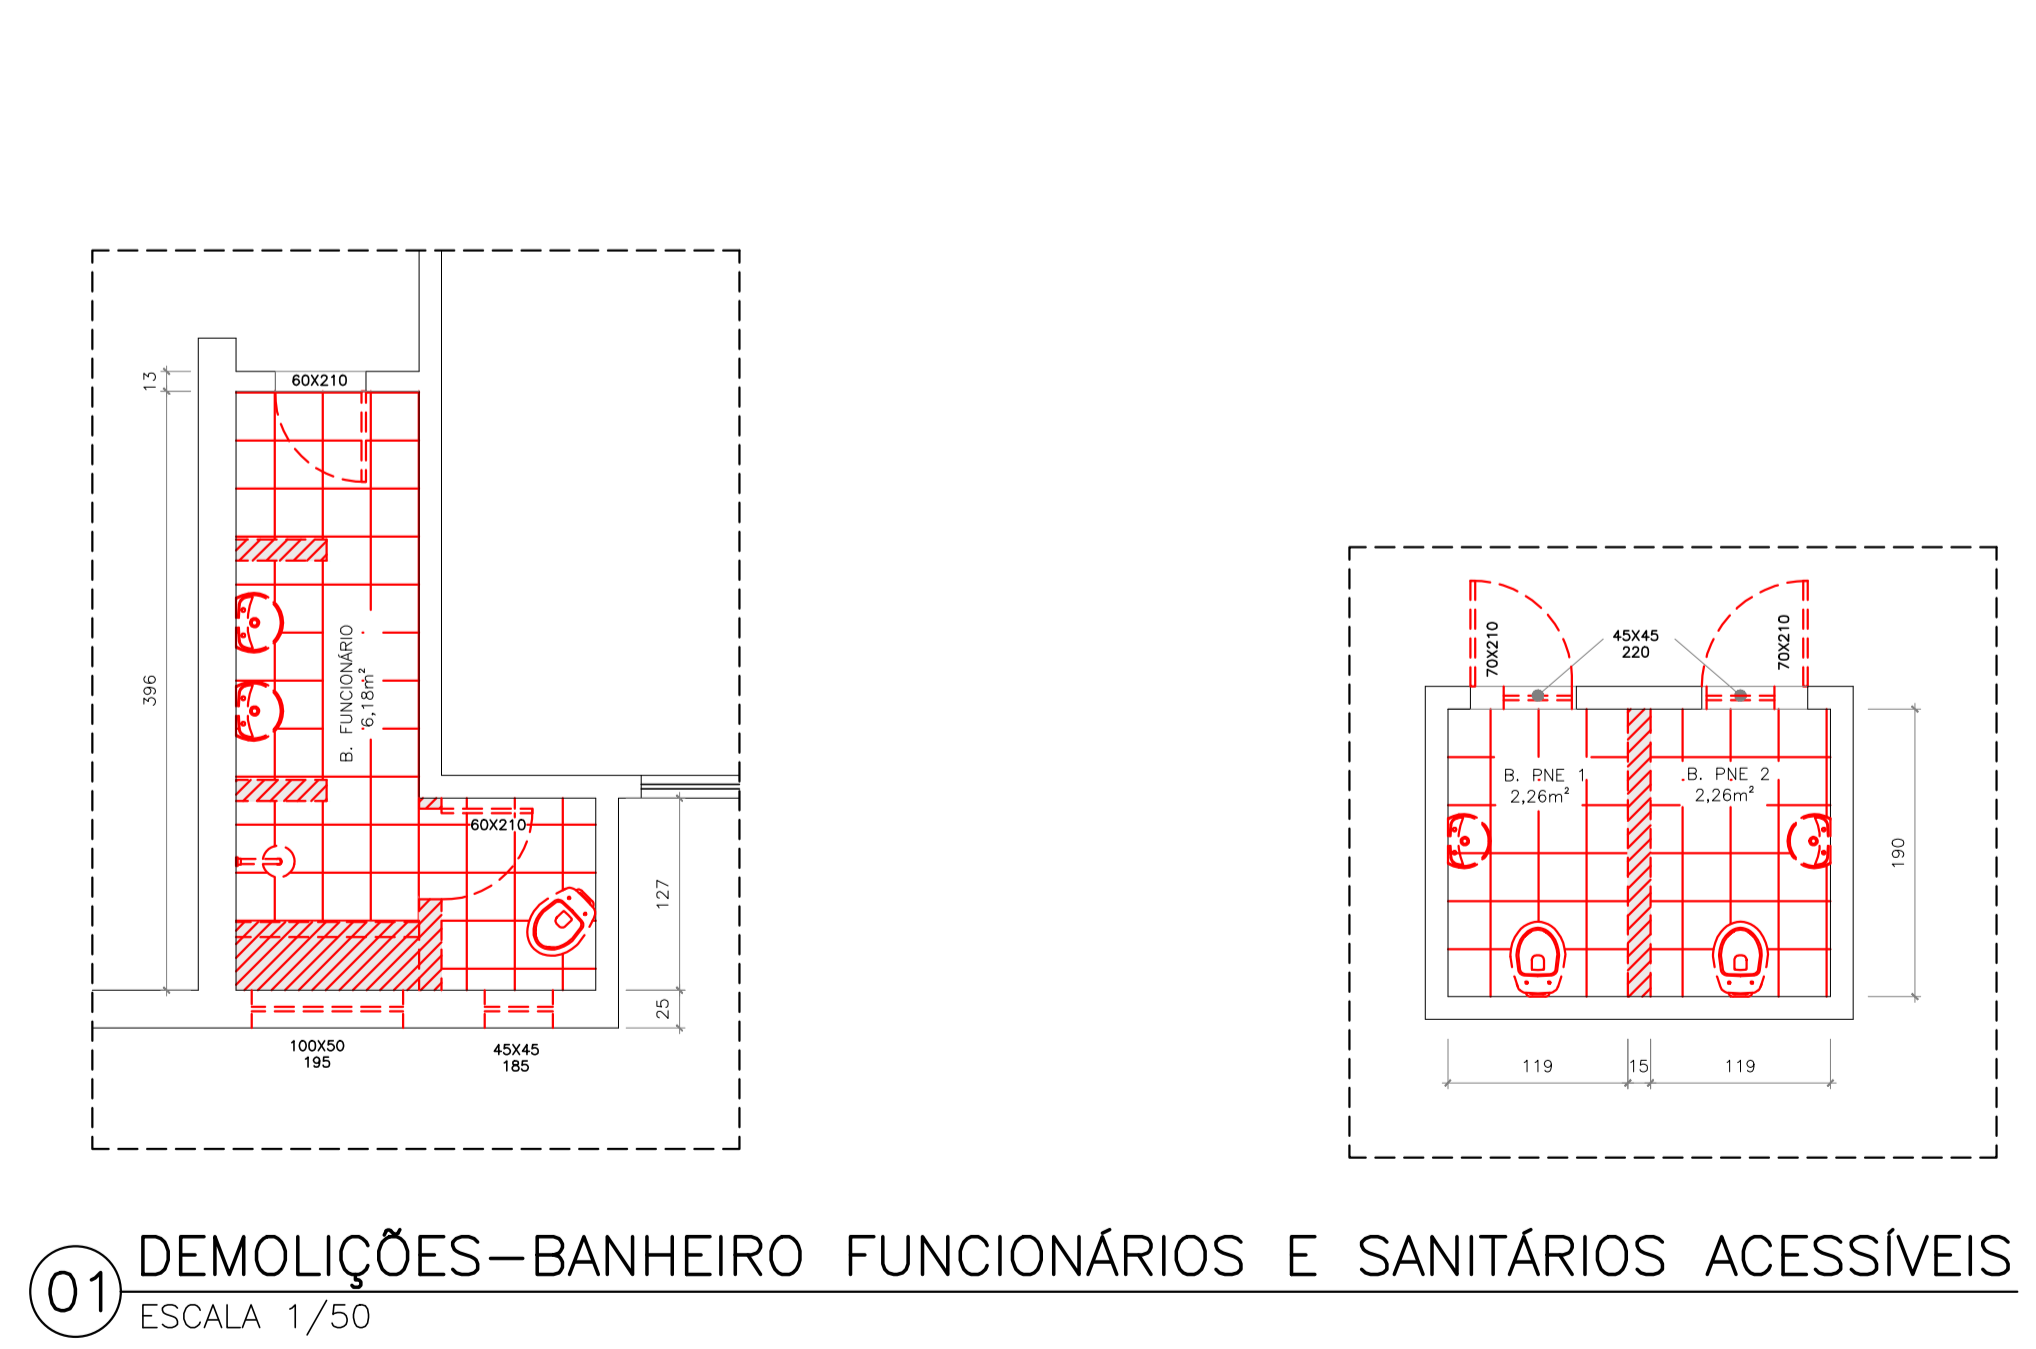 60X210
13
396
B. FUNCIONÁRIO
6,18m²
60X210
127
25
100X50
195
45X45
185
70X210
45X45
220
70X210
B. PNE 1
2,26m²
B. PNE 2
2,26m²
190
119
15
119
01
DEMOLIÇÕES-BANHEIRO FUNCIONÁRIOS E SANITÁRIOS ACESSÍVEIS
ESCALA 1/50